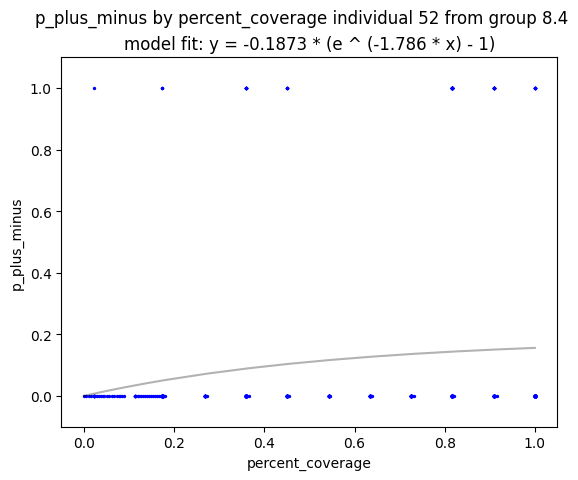 p_plus_minus by percent_coverage individual 52 from group 8.4
model fit: y = -0.1873 * (e ^ (-1.786 * x) - 1)
1.0
0.8
0.6
0.4
0.2
0.0
p_plus_minus
0.0 0.2 0.4 0.6 0.8 1.0
percent_coverage